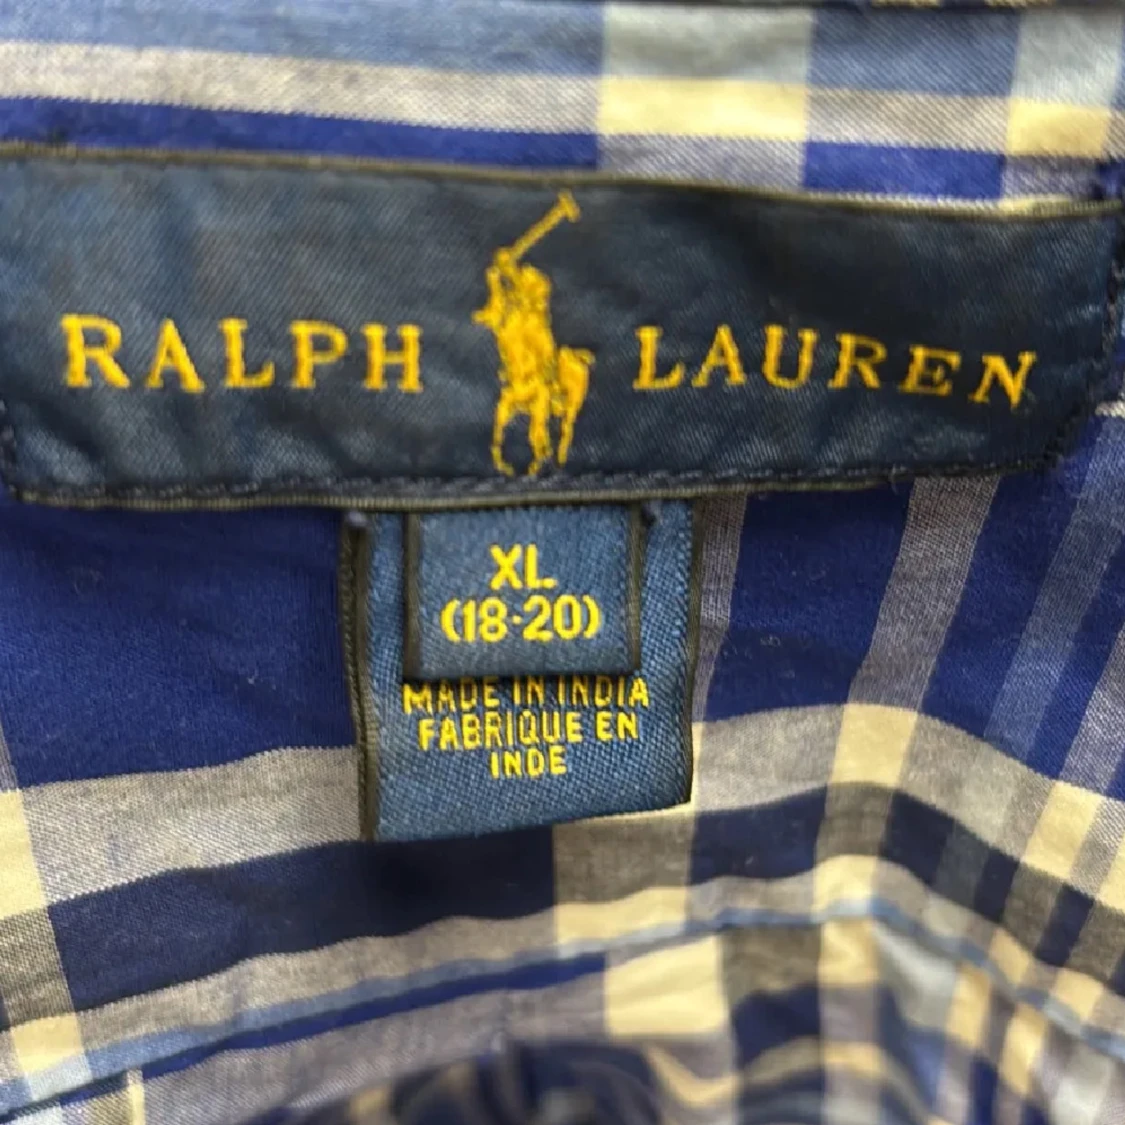 RALPH LAUREN
XL
(18-20)
MADE IN INDIA
FABRIQUE EN
INDE